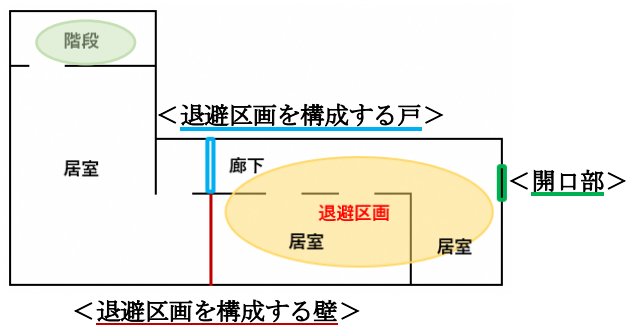 階段
＜退避区画を構成する戸＞
居室
廊下
＜開口部＞
退避区画
居室
居室
＜退避区画を構成する壁＞